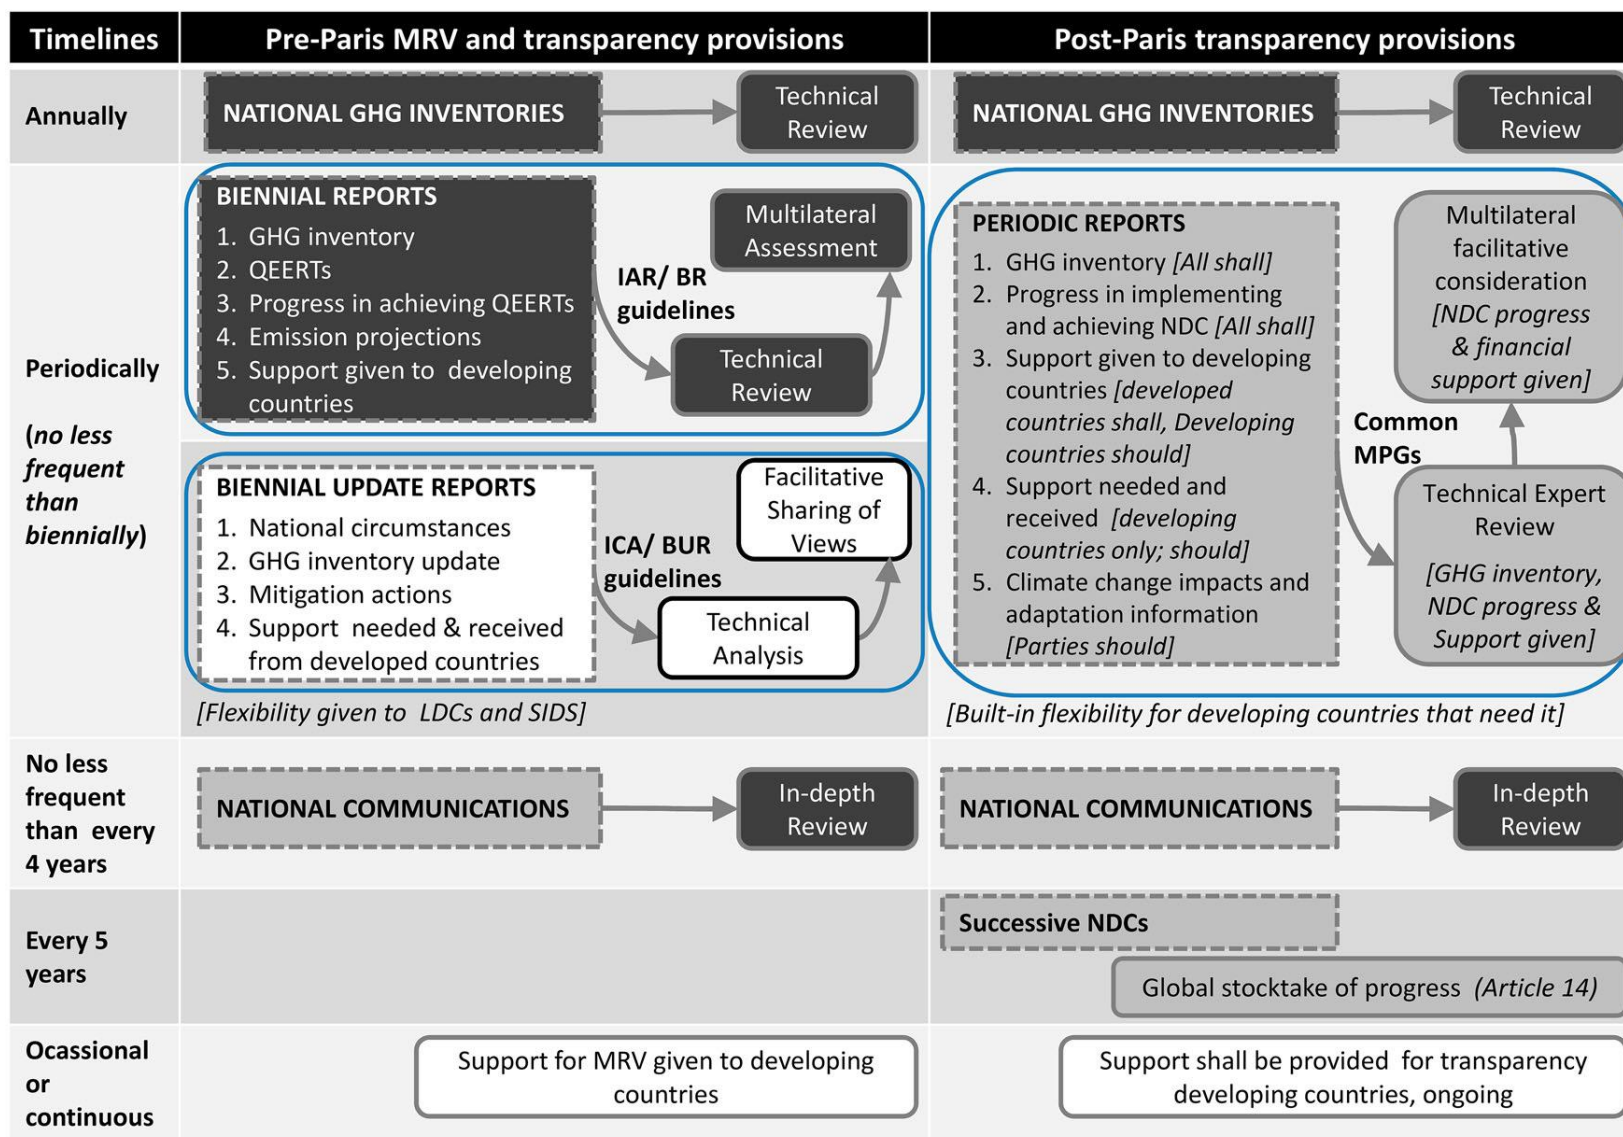 Timelines
Pre-Paris MRV and transparency provisions
Post-Paris transparency provisions
Annually
NATIONAL GHG INVENTORIES
Technical
Review
NATIONAL GHG INVENTORIES
Technical
Review
Periodically
(no less
frequent
than
biennially)
BIENNIAL REPORTS
1. GHG inventory
2. QEERTs
3. Progress in achieving QEERTs
4. Emission projections
5. Support given to developing
countries
IAR/ BR
guidelines
Multilateral
Assessment
Technical
Review
BIENNIAL UPDATE REPORTS
1. National circumstances
2. GHG inventory update
3. Mitigation actions
4. Support needed & received
from developed countries
ICA/ BUR
guidelines
Facilitative
Sharing of
Views
Technical
Analysis
[Flexibility given to LDCs and SIDS]
PERIODIC REPORTS
1. GHG inventory [All shall]
2. Progress in implementing
and achieving NDC [All shall]
3. Support given to developing
countries [developed
countries shall, Developing
countries should]
4. Support needed and
received [developing
countries only; should]
5. Climate change impacts and
adaptation information
[Parties should]
Common
MPGs
Multilateral
facilitative
consideration
[NDC progress
& financial
support given]
Technical Expert
Review
[GHG inventory,
NDC progress &
Support given]
[Built-in flexibility for developing countries that need it]
No less
frequent
than every
4 years
NATIONAL COMMUNICATIONS
In-depth
Review
NATIONAL COMMUNICATIONS
In-depth
Review
Every 5
years
Successive NDCs
Global stocktake of progress (Article 14)
Ocassional
or
continuous
Support for MRV given to developing
countries
Support shall be provided for transparency
developing countries, ongoing